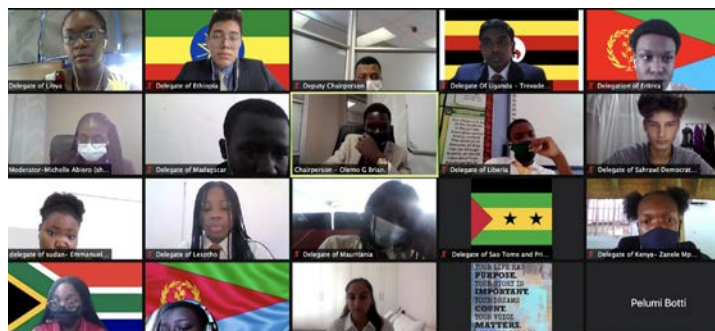 Delegate of Libya
Delegate of Ethiopia
Deputy Chairperson
Delegate Of Uganda - Trevade...
Delegation of Eritrea
Moderator-Michelle Abiero (sh...
Delegate of Madagscar
Chairperson - Olemo G Brian.
Delegate of Liberia
Delegate of Sahrawi Democrat...
delegate of sudan- Emmanuel...
Delegate of Lesotho
Delegate of Mauritania
Delegate of Sao Tome and Pri...
Delegate of Kenya- Zanele Mp...
YOUR LIFE HAS
PURPOSE.
YOUR STORY IS
IMPORTANT.
YOUR DREAMS
COUNT.
YOUR VOICE
MATTERS.
Pelumi Botti